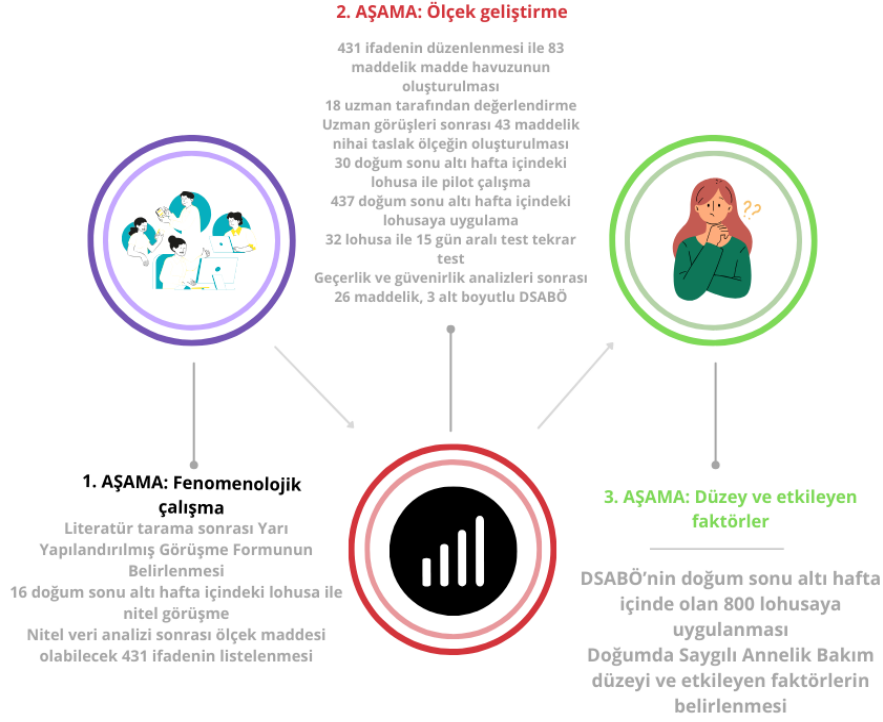 2. AŞAMA: Ölçek geliştirme
431 ifadenin düzenlenmesi ile 83
maddelik madde havuzunun
oluşturulması
18 uzman tarafından değerlendirme
Uzman görüşleri sonrası 43 maddelik
nihai taslak ölçeğin oluşturulması
30 doğum sonu altı hafta içindeki
lohusa ile pilot çalışma
437 doğum sonu altı hafta içindeki
lohusaya uygulama
32 lohusa ile 15 gün aralı test tekrar
test
Geçerlik ve güvenirlik analizleri sonrası
26 maddelik, 3 alt boyutlu DSABÖ
??
1. AŞAMA: Fenomenolojik
çalışma
Literatür tarama sonrası Yarı
Yapılandırılmış Görüşme Formunun
Belirlenmesi
16 doğum sonu altı hafta içindeki lohusa ile
nitel görüşme
Nitel veri analizi sonrası ölçek maddesi
olabilecek 431 ifadenin listelenmesi
3. AŞAMA: Düzey ve etkileyen
faktörler
DSABÖ’nin doğum sonu altı hafta
içinde olan 800 lohusaya
uygulanması
Doğumda Saygılı Annelik Bakım
düzeyi ve etkileyen faktörlerin
belirlenmesi